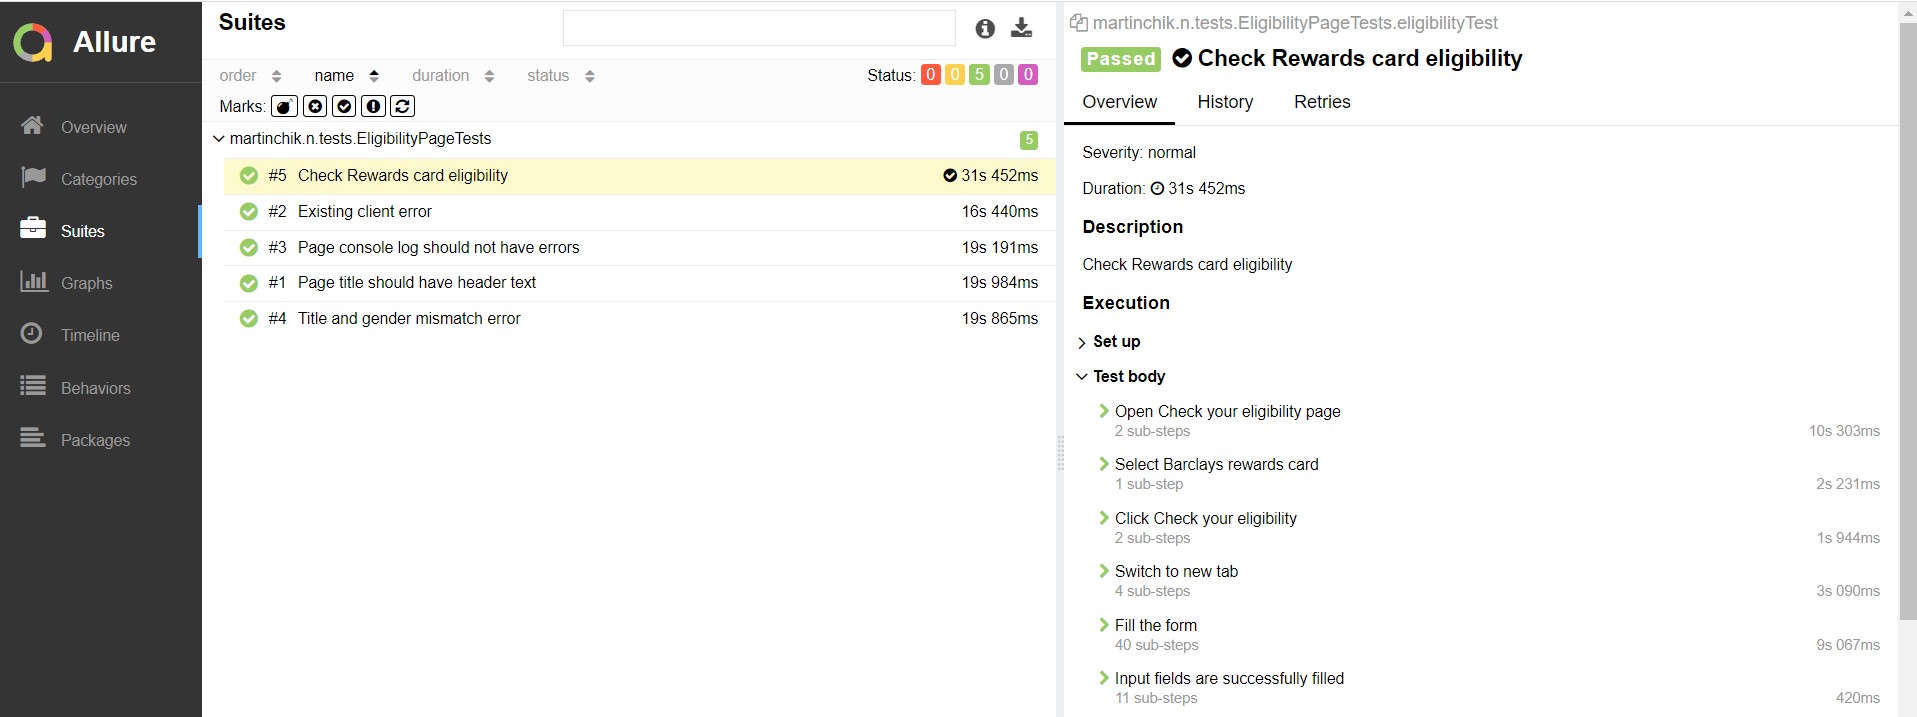 Allure
Overview
Categories
Suites
Graphs
Timeline
Behaviors
Packages
Suites
order name duration status
Status: 0 0 5 0 0
Marks:
martinchik.n.tests.EligibilityPageTests 5
#5 Check Rewards card eligibility 31s 452ms
#2 Existing client error 16s 440ms
#3 Page console log should not have errors 19s 191ms
#1 Page title should have header text 19s 984ms
#4 Title and gender mismatch error 19s 865ms
martinchik.n.tests.EligibilityPageTests.eligibilityTest
Passed Check Rewards card eligibility
Overview History Retries
Severity: normal
Duration: 31s 452ms
Description
Check Rewards card eligibility
Execution
Set up
Test body
Open Check your eligibility page
2 sub-steps 10s 303ms
Select Barclays rewards card
1 sub-step 2s 231ms
Click Check your eligibility
2 sub-steps 1s 944ms
Switch to new tab
4 sub-steps 3s 090ms
Fill the form
40 sub-steps 9s 067ms
Input fields are successfully filled
11 sub-steps 420ms